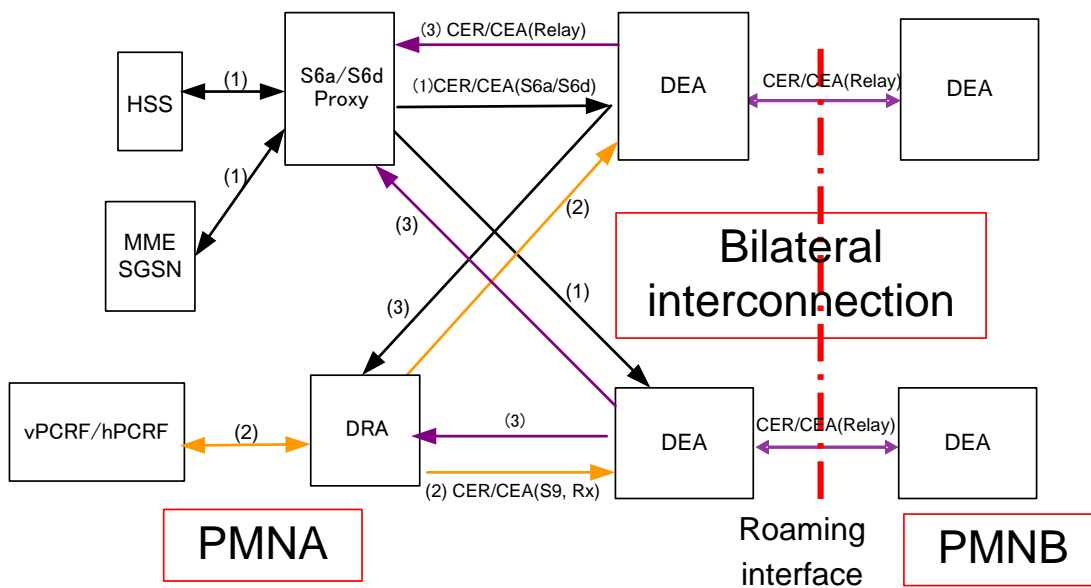 (3) CER/CEA(Relay)
(1)
HSS
S6a/S6d
Proxy
(1)CER/CEA(S6a/S6d)
DEA
CER/CEA(Relay)
DEA
(1)
MME
SGSN
(2)
(3)
Bilateral
interconnection
(3)
(1)
vPCRF/hPCRF
(2)
DRA
(3)
(2) CER/CEA(S9, Rx)
DEA
CER/CEA(Relay)
DEA
PMNA
Roaming
interface
PMNB